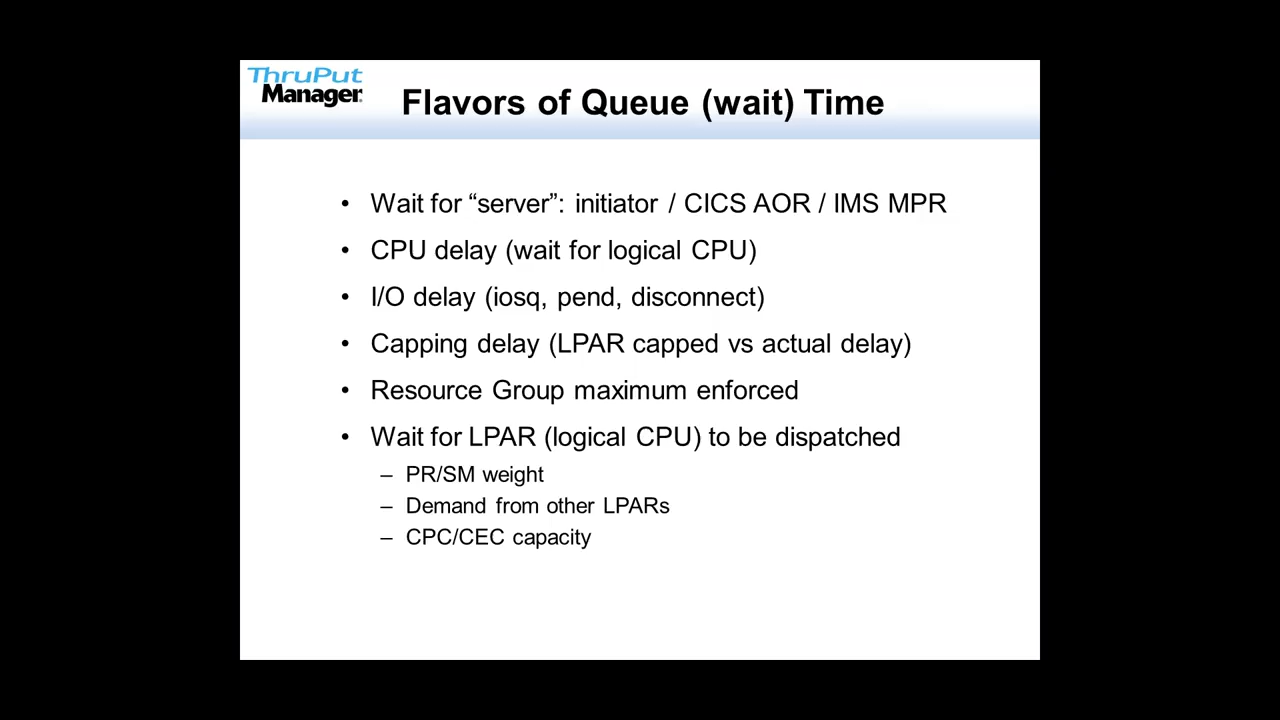 ThruPut
Manager®
Flavors of Queue (wait) Time
• Wait for “server”: initiator / CICS AOR / IMS MPR
• CPU delay (wait for logical CPU)
• I/O delay (iosq, pend, disconnect)
• Capping delay (LPAR capped vs actual delay)
• Resource Group maximum enforced
• Wait for LPAR (logical CPU) to be dispatched
– PR/SM weight
– Demand from other LPARs
– CPC/CEC capacity